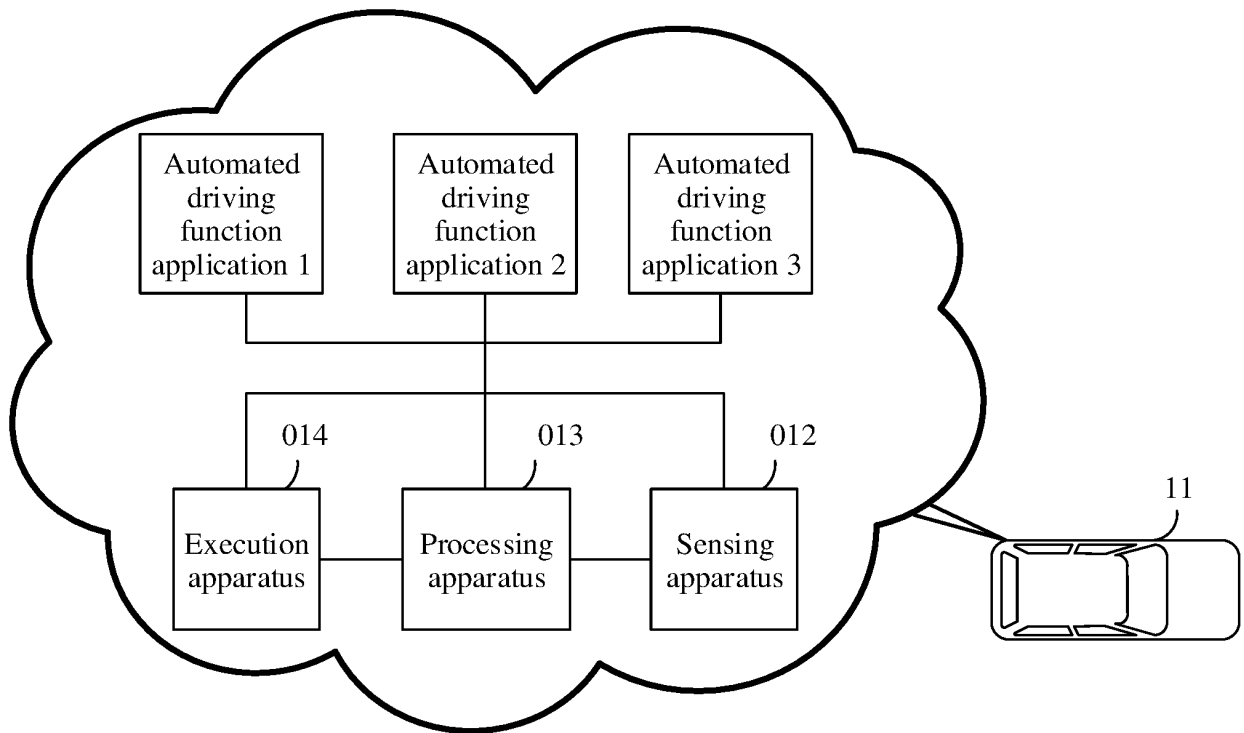 Automated
driving
function
application 1
Automated
driving
function
application 2
Automated
driving
function
application 3
014
013
012
11
Execution
apparatus
Processing
apparatus
Sensing
apparatus